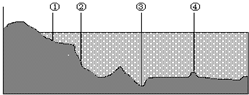 ① ② ③ ④